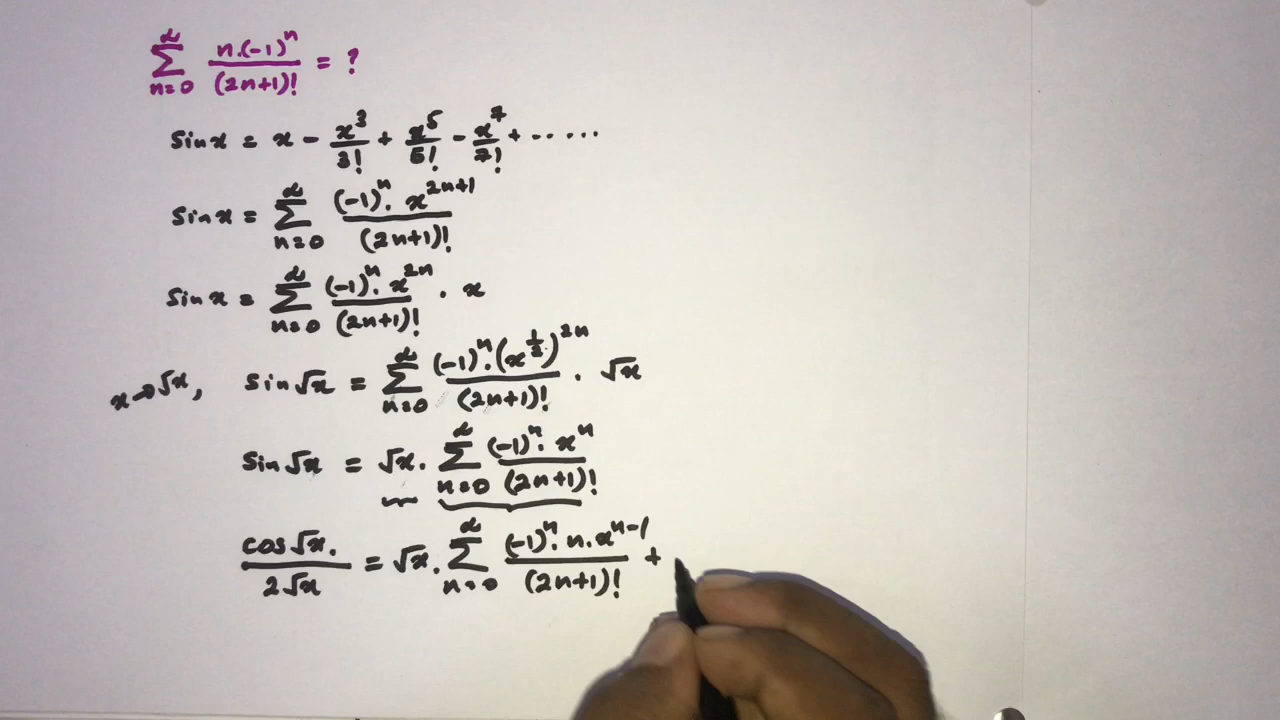 ∑_{n=0}^{∝} n·(-1)^n / (2n+1)! = ?
Sin x = x - x^3/3! + x^5/5! - x^7/7! + ······
Sin x = ∑_{n=0}^{∝} (-1)^n · x^{2n+1} / (2n+1)!
Sin x = ∑_{n=0}^{∝} (-1)^n · x^{2n} / (2n+1)! · x
x→√x, Sin √x = ∑_{n=0}^{∝} (-1)^n · (x^{1/2})^{2n} / (2n+1)! · √x
Sin √x = √x · ∑_{n=0}^{∝} (-1)^n · x^n / (2n+1)!
cos √x · / 2√x = √x · ∑_{n=0}^{∝} (-1)^n · n · x^{n-1} / (2n+1)! +